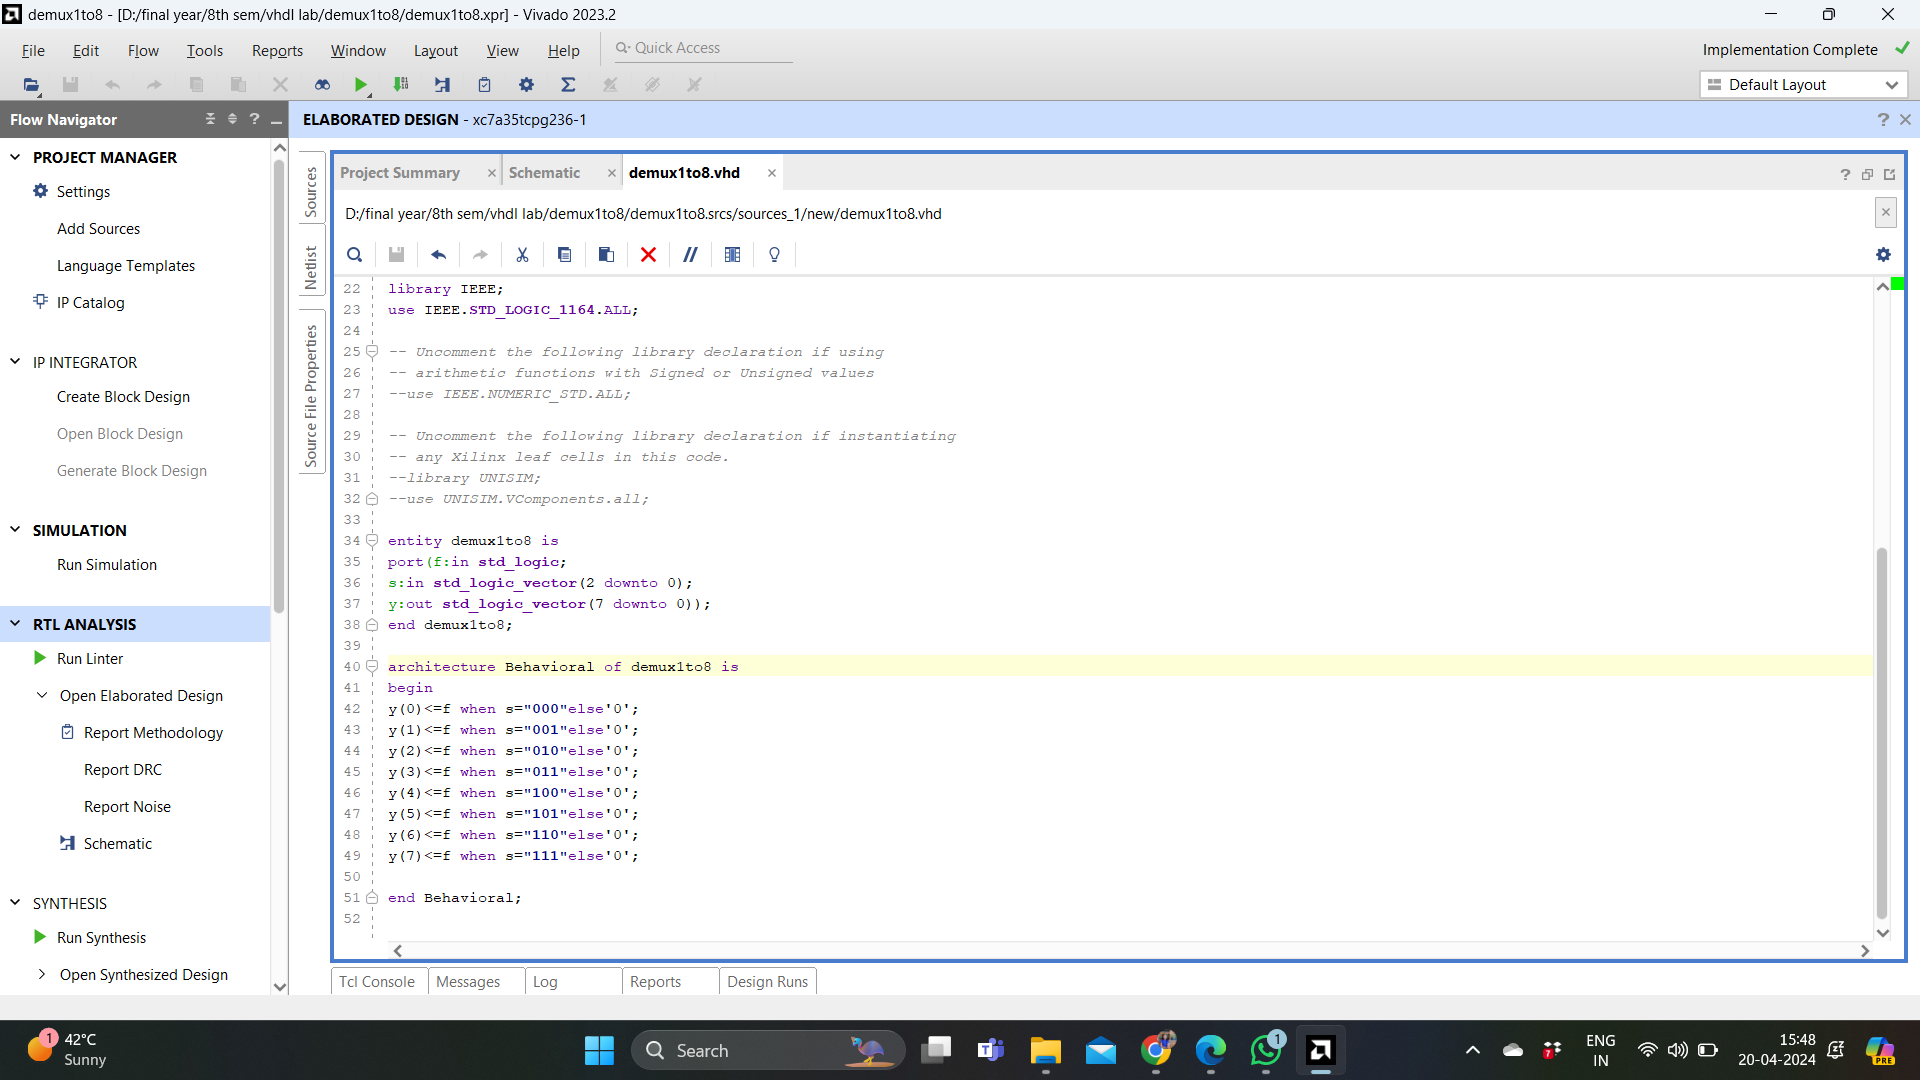 demux1to8 - [D:/final year/8th sem/vhdl lab/demux1to8/demux1to8.xpr] - Vivado 2023.2
File Edit Flow Tools Reports Window Layout View Help Quick Access
Implementation Complete
Default Layout
Flow Navigator
ELABORATED DESIGN - xc7a35tcpg236-1
PROJECT MANAGER
Settings
Add Sources
Language Templates
IP Catalog
IP INTEGRATOR
Create Block Design
Open Block Design
Generate Block Design
SIMULATION
Run Simulation
RTL ANALYSIS
Run Linter
Open Elaborated Design
Report Methodology
Report DRC
Report Noise
Schematic
SYNTHESIS
Run Synthesis
Open Synthesized Design
Sources
Netlist
Source File Properties
Project Summary Schematic demux1to8.vhd
D:/final year/8th sem/vhdl lab/demux1to8/demux1to8.srcs/sources_1/new/demux1to8.vhd
22 library IEEE;
23 use IEEE.STD_LOGIC_1164.ALL;
24
25 -- Uncomment the following library declaration if using
26 -- arithmetic functions with Signed or Unsigned values
27 --use IEEE.NUMERIC_STD.ALL;
28
29 -- Uncomment the following library declaration if instantiating
30 -- any Xilinx leaf cells in this code.
31 --library UNISIM;
32 --use UNISIM.VComponents.all;
33
34 entity demux1to8 is
35 port(f:in std_logic;
36 s:in std_logic_vector(2 downto 0);
37 y:out std_logic_vector(7 downto 0));
38 end demux1to8;
39
40 architecture Behavioral of demux1to8 is
41 begin
42 y(0)<=f when s="000"else'0';
43 y(1)<=f when s="001"else'0';
44 y(2)<=f when s="010"else'0';
45 y(3)<=f when s="011"else'0';
46 y(4)<=f when s="100"else'0';
47 y(5)<=f when s="101"else'0';
48 y(6)<=f when s="110"else'0';
49 y(7)<=f when s="111"else'0';
50
51 end Behavioral;
52
Tcl Console Messages Log Reports Design Runs
1
42°C
Sunny
Search
1
7
ENG
IN
15:48
20-04-2024
PRE